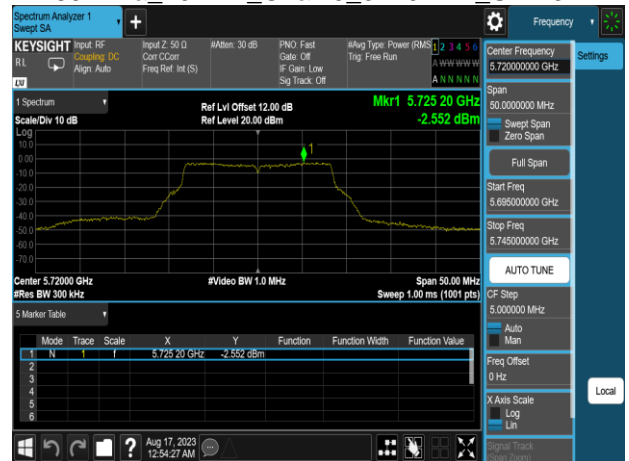 Spectrum Analyzer 1
Swept SA
+
Frequency
KEYSIGHT
RL
Input: RF
Coupling: DC
Align: Auto
Input Z: 50 Ω
Corr CCorr
Freq Ref: Int (S)
#Atten: 30 dB
PNO: Fast
Gate: Off
IF Gain: Low
Sig Track: Off
#Avg Type: Power (RMS
Trig: Free Run
1 2 3 4 5 6
A W W W W W
A N N N N N
LXI
1 Spectrum
Scale/Div 10 dB
Ref Lvl Offset 12.00 dB
Ref Level 20.00 dBm
Mkr1 5.725 20 GHz
-2.552 dBm
Log
10.0
0.00
-10.0
-20.0
-30.0
-40.0
-50.0
-60.0
-70.0
1
Center 5.72000 GHz
#Res BW 300 kHz
#Video BW 1.0 MHz
Span 50.00 MHz
Sweep 1.00 ms (1001 pts)
5 Marker Table
Mode Trace Scale X Y Function Function Width Function Value
1 N 1 f 5.725 20 GHz -2.552 dBm
2
3
4
5
6
Aug 17, 2023
12:54:27 AM
Center Frequency
5.720000000 GHz
Settings
Span
50.0000000 MHz
Swept Span
Zero Span
Full Span
Start Freq
5.695000000 GHz
Stop Freq
5.745000000 GHz
AUTO TUNE
CF Step
5.000000 MHz
Auto
Man
Freq Offset
0 Hz
X Axis Scale
Log
Lin
Local
Signal Track
(Span Zoom)